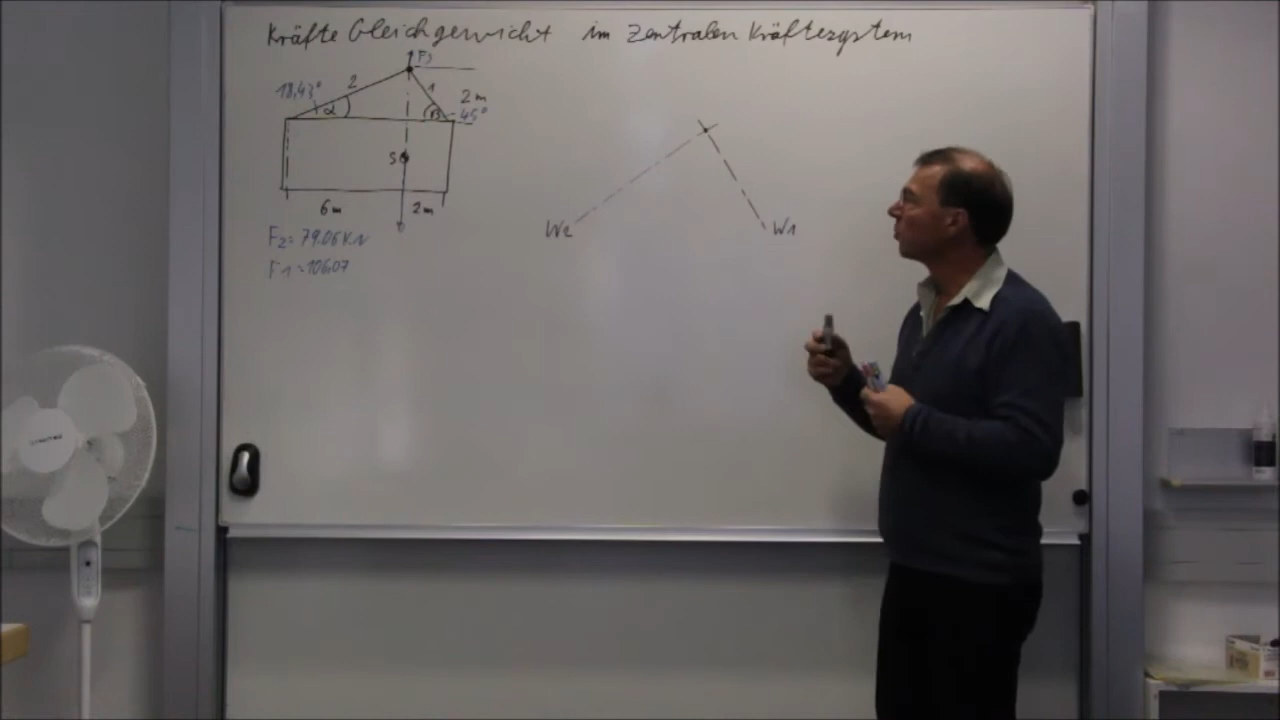 Kräfte Gleichgewicht im Zentralen Kräftesystem
F3
18,43°
2
1
2m
α
β
45°
S
6m
2m
F2 = 79.06 KN
F1 = 106,07
W2
W1